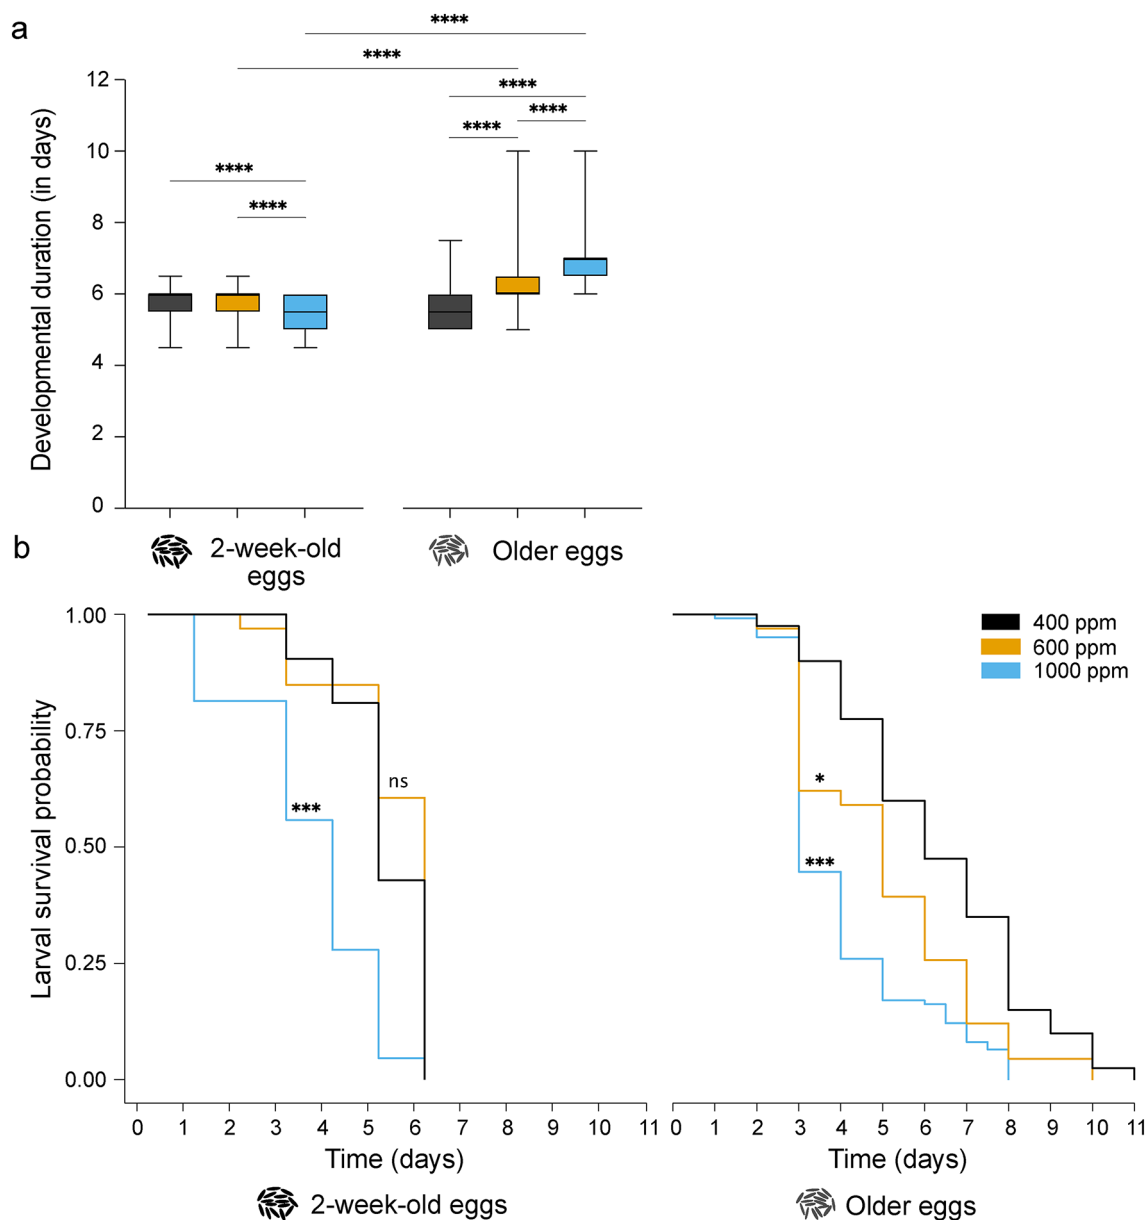 a
****
****
****
****
****
****
****
Developmental duration (in days)
12
10
8
6
4
2
0
2-week-old
eggs
Older eggs
b
Larval survival probability
1.00
0.75
0.50
0.25
0.00
***
ns
*
***
400 ppm
600 ppm
1000 ppm
0 1 2 3 4 5 6 7 8 9 10 11
0 1 2 3 4 5 6 7 8 9 10 11
Time (days)
Time (days)
2-week-old eggs
Older eggs